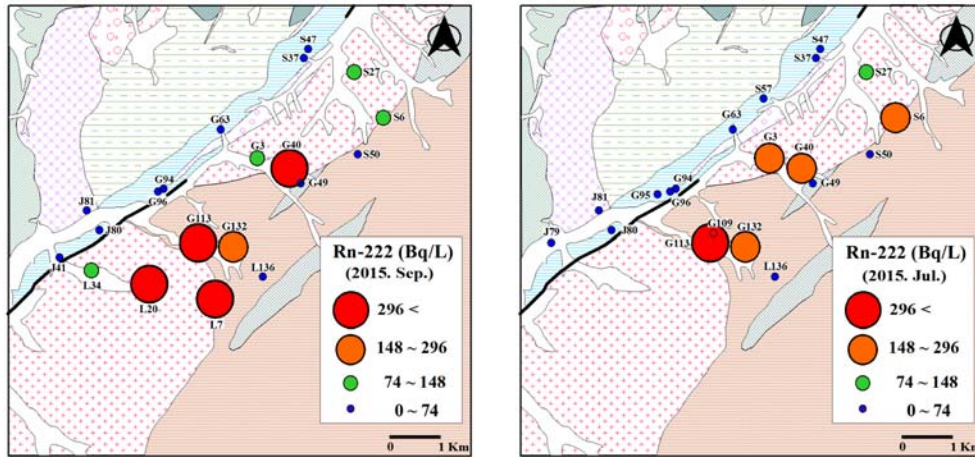 S47
S37
S27
S6
G63
G3
G40
S50
G49
G94
G96
J81
J80
G113
G132
J41
L34
L136
L20
L7
Rn-222 (Bq/L)
(2015. Sep.)
296 <
148 ~ 296
74 ~ 148
0 ~ 74
0 1 Km
S47
S37
S27
S57
S6
G63
G3
G40
S50
G49
G94
G95
G96
J81
J80
J79
G109
G113
G132
L136
Rn-222 (Bq/L)
(2015. Jul.)
296 <
148 ~ 296
74 ~ 148
0 ~ 74
0 1 Km